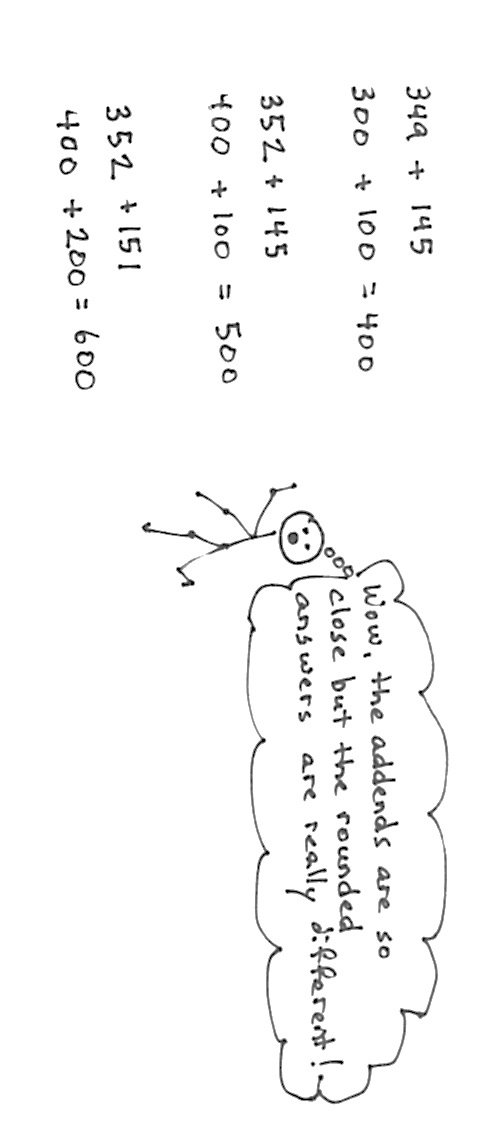 349 + 145
300 + 100 = 400
352 + 145
400 + 100 = 500
352 + 151
400 + 200 = 600
Wow, the addends are so
close but the rounded
answers are really different!